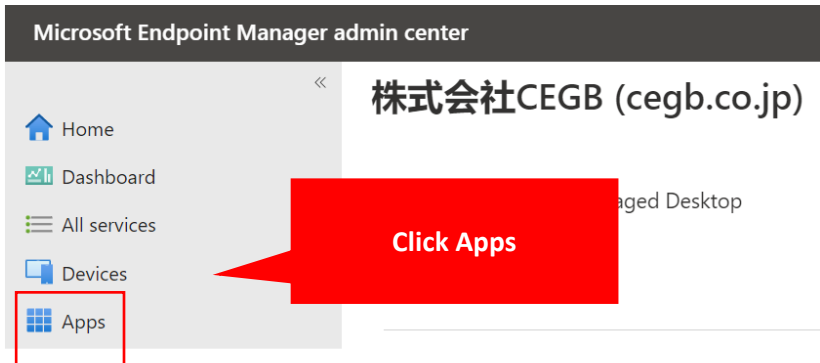 Microsoft Endpoint Manager admin center
«
株式会社CEGB (cegb.co.jp)
Home
Dashboard
aged Desktop
All services
Click Apps
Devices
Apps